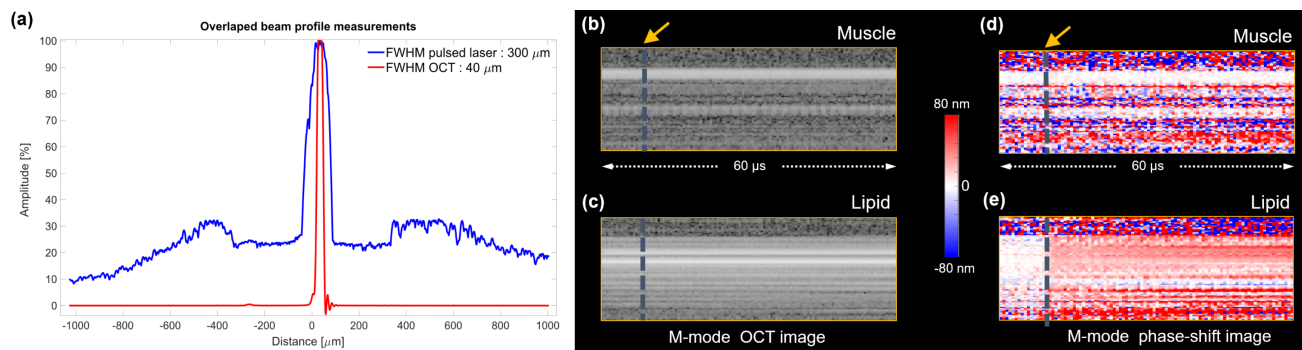 (a)
Overlaped beam profile measurements
FWHM pulsed laser : 300 μm
FWHM OCT : 40 μm
Amplitude [%]
100
90
80
70
60
50
40
30
20
10
0
-1000 -800 -600 -400 -200 0 200 400 600 800 1000
Distance [μm]
(b)
Muscle
60 μs
(c)
Lipid
M-mode OCT image
80 nm
0
-80 nm
(d)
Muscle
60 μs
(e)
Lipid
M-mode phase-shift image